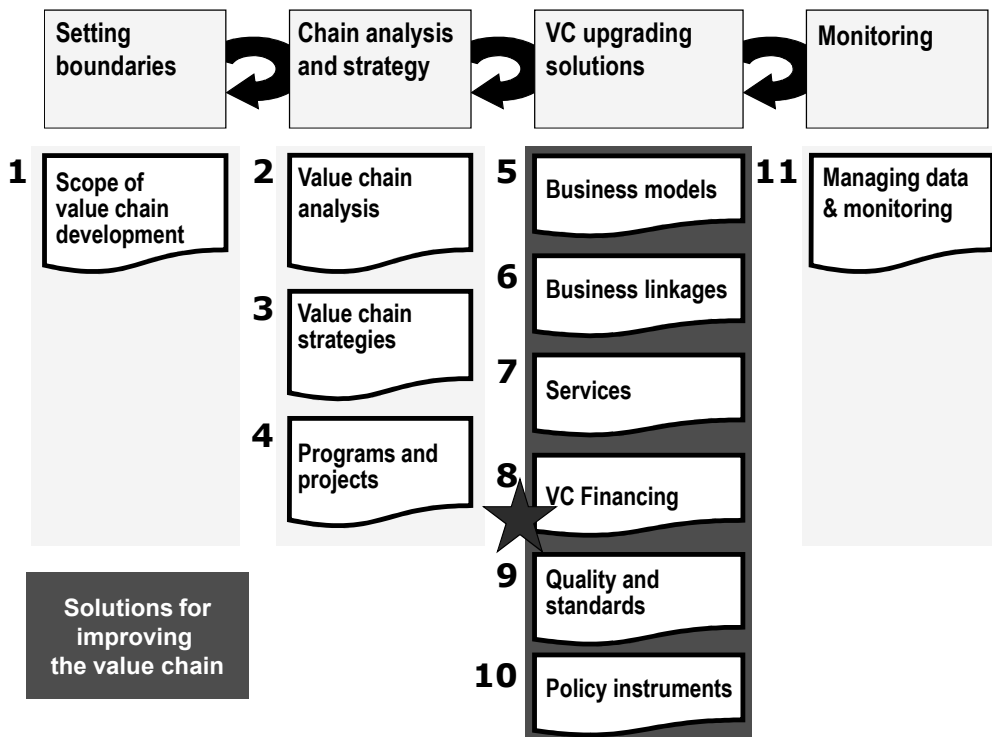 Setting
boundaries
Chain analysis
and strategy
VC upgrading
solutions
Monitoring
1
Scope of
value chain
development
2
Value chain
analysis
3
Value chain
strategies
4
Programs and
projects
5
Business models
6
Business linkages
7
Services
8
VC Financing
9
Quality and
standards
10
Policy instruments
11
Managing data
& monitoring
Solutions for
improving
the value chain